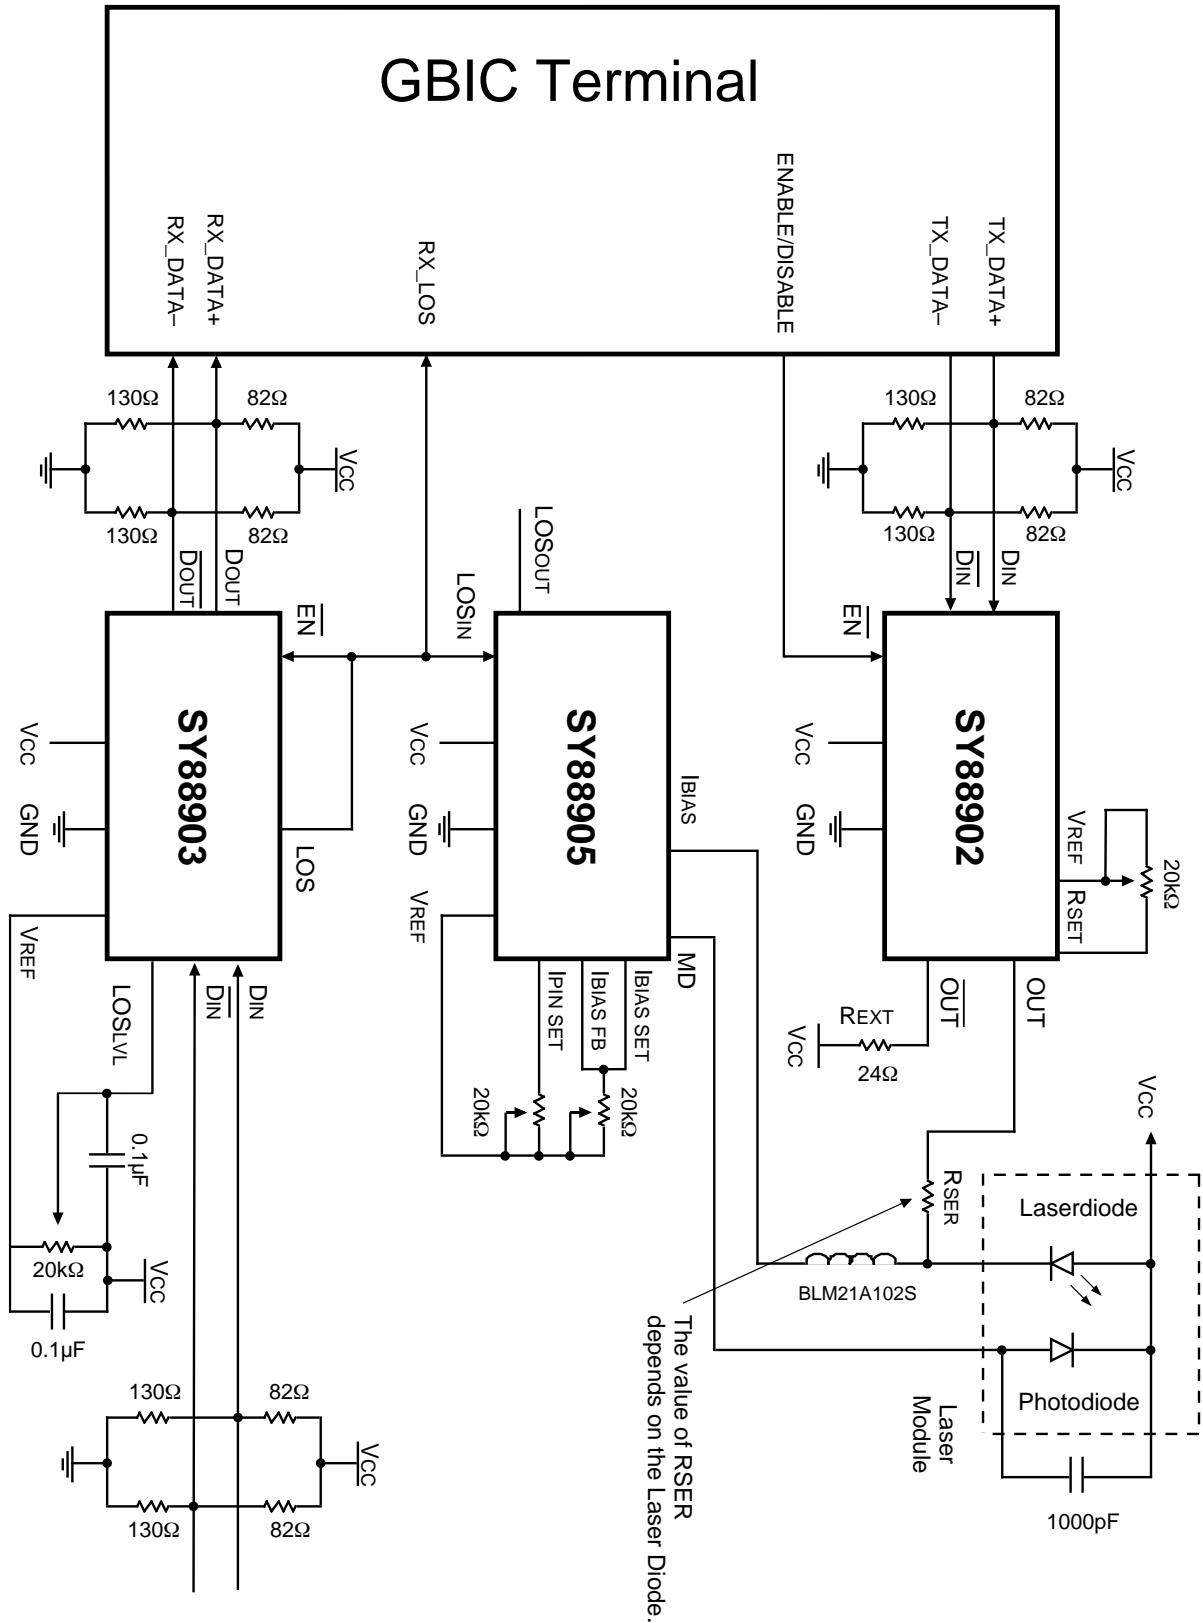 GBIC Terminal
RX_DATA–
RX_DATA+
RX_LOS
ENABLE/DISABLE
TX_DATA–
TX_DATA+
130Ω
82Ω
VCC
130Ω
82Ω
130Ω
82Ω
VCC
130Ω
82Ω
DOUT
DOUT
EN
LOSIN
LOSOUT
EN
DIN
DIN
SY88903
VCC
GND
VREF
LOS
LOSLVL
DIN
DIN
SY88905
VCC
GND
VREF
IBIAS
MD
IPIN SET
IBIAS FB
IBIAS SET
20kΩ
20kΩ
SY88902
VCC
GND
VREF
RSET
20kΩ
OUT
OUT
REXT
24Ω
VCC
RSER
BLM21A102S
VCC
Laserdiode
Photodiode
Laser
Module
1000pF
The value of RSER
depends on the Laser Diode.
0.1µF
20kΩ
VCC
0.1µF
130Ω
82Ω
VCC
130Ω
82Ω